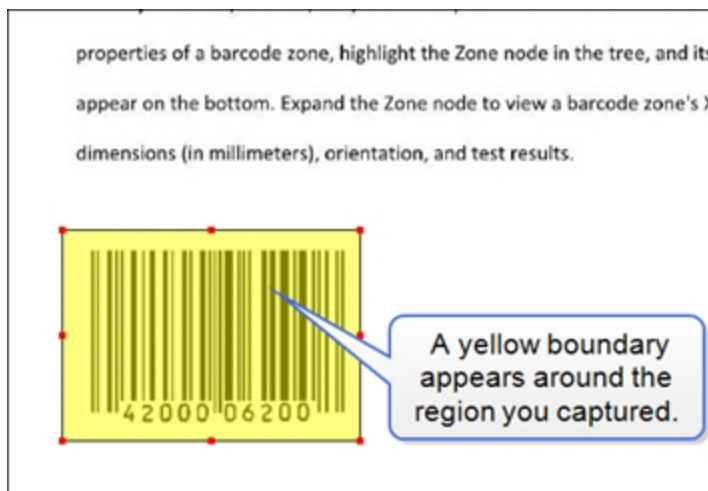 properties of a barcode zone, highlight the Zone node in the tree, and its
appear on the bottom. Expand the Zone node to view a barcode zone's X
dimensions (in millimeters), orientation, and test results.
42000 06200
A yellow boundary
appears around the
region you captured.